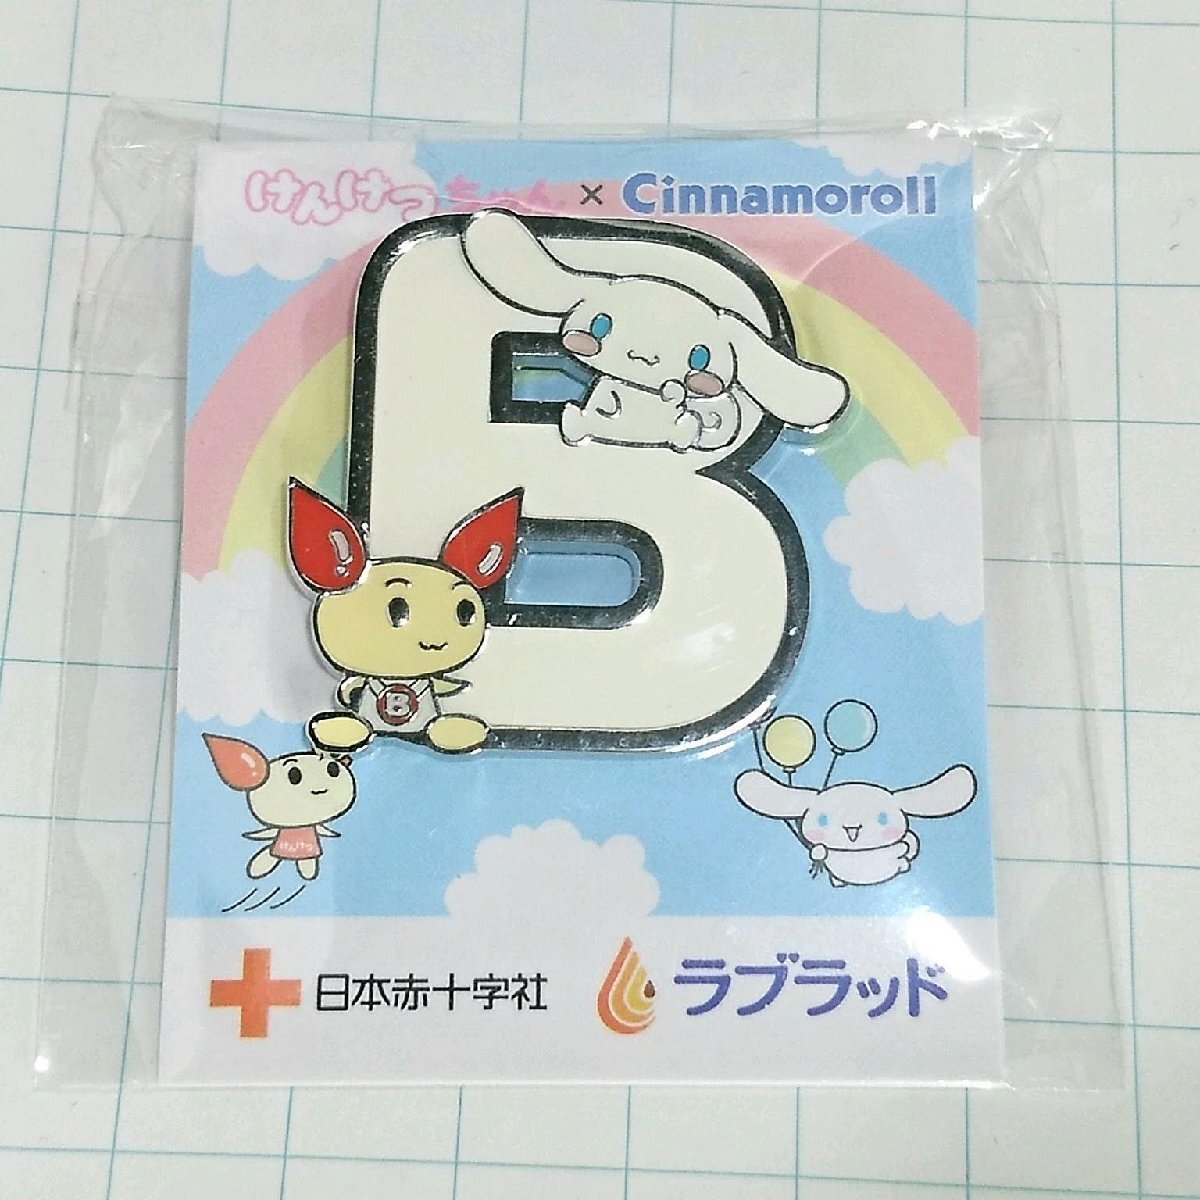 けんけつちゃん × Cinnamoroll
B
B
けんけつ
日本赤十字社
ラブラッド